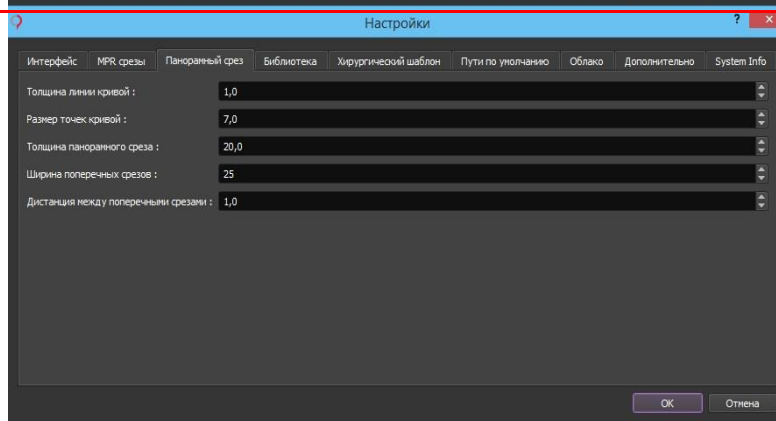 Настройки
?
×
Интерфейс MPR срезы Панорамный срез Библиотека Хирургический шаблон Пути по умолчанию Облако Дополнительно System Info
Толщина линии кривой : 1,0
Размер точек кривой : 7,0
Толщина панорамного среза : 20,0
Ширина поперечных срезов : 25
Дистанция между поперечными срезами : 1,0
OK Отмена